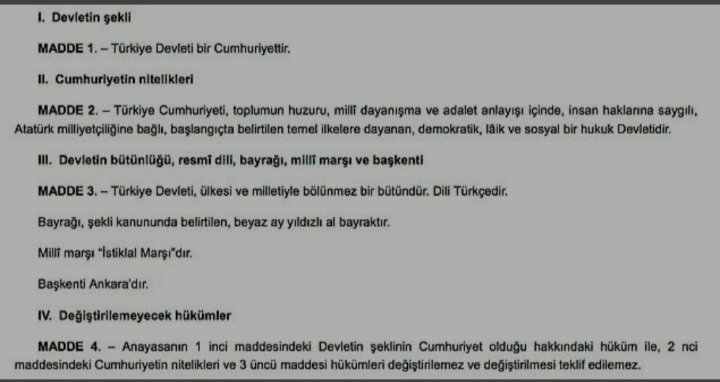 I. Devletin şekli
MADDE 1. – Türkiye Devleti bir Cumhuriyettir.
II. Cumhuriyetin nitelikleri
MADDE 2. – Türkiye Cumhuriyeti, toplumun huzuru, millî dayanışma ve adalet anlayışı içinde, insan haklarına saygılı,
Atatürk milliyetçiliğine bağlı, başlangıçta belirtilen temel ilkelere dayanan, demokratik, lâik ve sosyal bir hukuk Devletidir.
III. Devletin bütünlüğü, resmî dili, bayrağı, millî marşı ve başkenti
MADDE 3. – Türkiye Devleti, ülkesi ve milletiyle bölünmez bir bütündür. Dili Türkçedir.
Bayrağı, şekli kanununda belirtilen, beyaz ay yıldızlı al bayraktır.
Millî marşı "İstiklal Marşı"dır.
Başkenti Ankara'dır.
IV. Değiştirilemeyecek hükümler
MADDE 4. – Anayasanın 1 inci maddesindeki Devletin şeklinin Cumhuriyet olduğu hakkındaki hüküm ile, 2 nci
maddesindeki Cumhuriyetin nitelikleri ve 3 üncü maddesi hükümleri değiştirilemez ve değiştirilmesi teklif edilemez.